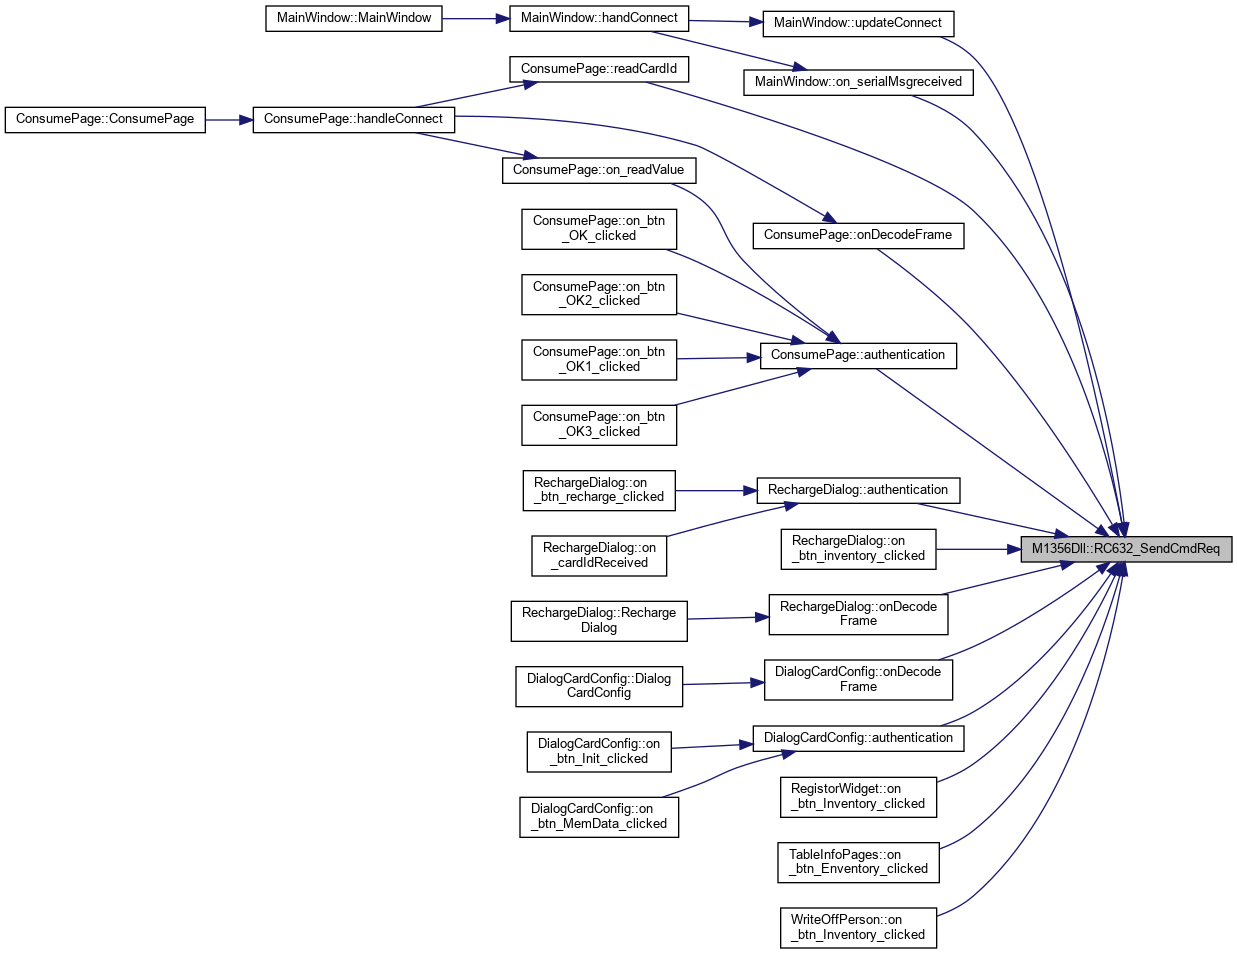 MainWindow::MainWindow
MainWindow::handConnect
MainWindow::updateConnect
ConsumePage::readCardId
MainWindow::on_serialMsgreceived
ConsumePage::ConsumePage
ConsumePage::handleConnect
ConsumePage::on_readValue
ConsumePage::on_btn
_OK_clicked
ConsumePage::onDecodeFrame
ConsumePage::on_btn
_OK2_clicked
ConsumePage::on_btn
_OK1_clicked
ConsumePage::authentication
ConsumePage::on_btn
_OK3_clicked
RechargeDialog::on
_btn_recharge_clicked
RechargeDialog::authentication
RechargeDialog::on
_cardIdReceived
RechargeDialog::on
_btn_inventory_clicked
M1356Dll::RC632_SendCmdReq
RechargeDialog::Recharge
Dialog
RechargeDialog::onDecode
Frame
DialogCardConfig::Dialog
CardConfig
DialogCardConfig::onDecode
Frame
DialogCardConfig::on
_btn_Init_clicked
DialogCardConfig::authentication
DialogCardConfig::on
_btn_MemData_clicked
RegistorWidget::on
_btn_Inventory_clicked
TableInfoPages::on
_btn_Enventory_clicked
WriteOffPerson::on
_btn_Inventory_clicked